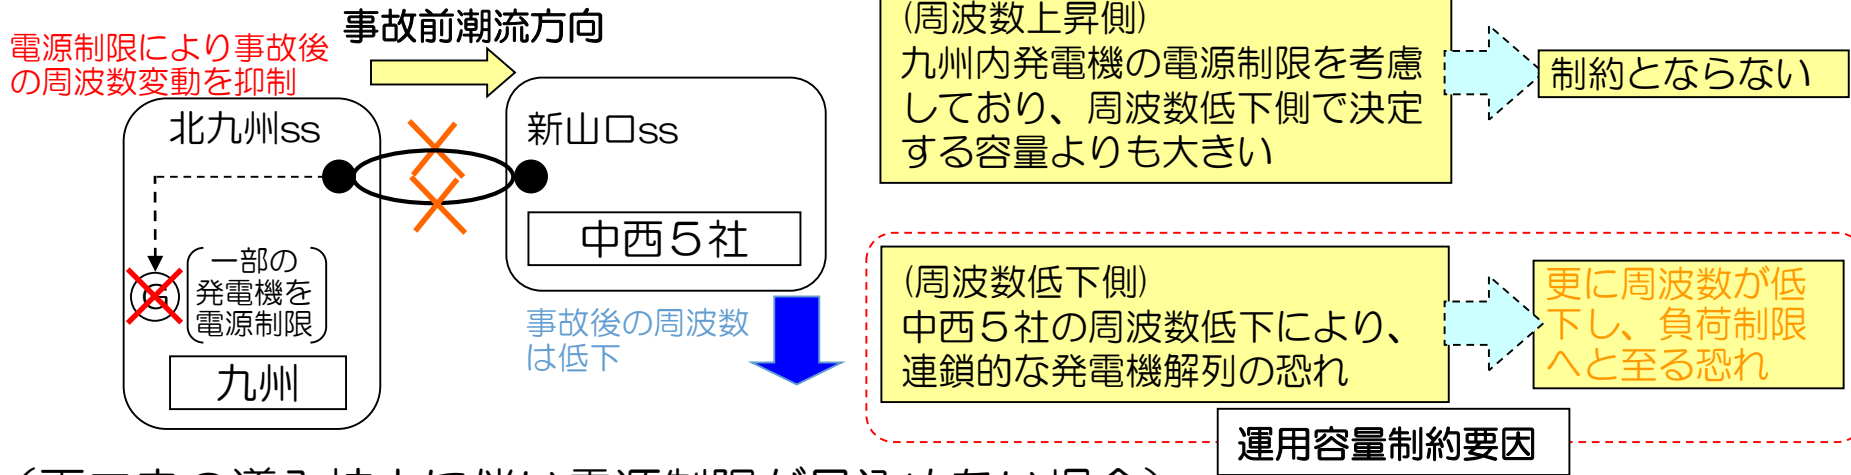 事故前潮流方向
電源制限により事故後
の周波数変動を抑制
北九州ss
新山口ss
中西５社
一部の
発電機を
電源制限
G
九州
事故後の周波数
は低下
(周波数上昇側)
九州内発電機の電源制限を考慮
しており、周波数低下側で決定
する容量よりも大きい
制約とならない
(周波数低下側)
中西５社の周波数低下により、
連鎖的な発電機解列の恐れ
更に周波数が低
下し、負荷制限
へと至る恐れ
運用容量制約要因